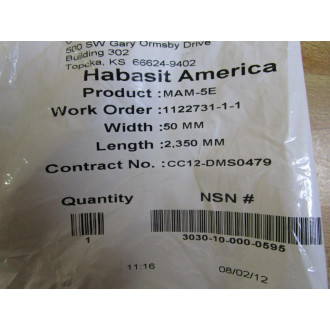 500 SW Gary Ormsby Drive
Building 302
Topeka, KS 66624-9402
Habasit America
Product :MAM-5E
Work Order :1122731-1-1
Width :50 MM
Length :2,350 MM
Contract No. :CC12-DMS0479
Quantity NSN #
1 3030-10-000-0595
11:16 08/02/12